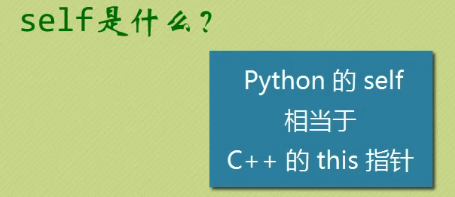 self是什么?
Python 的 self
相当于
C++ 的 this 指针